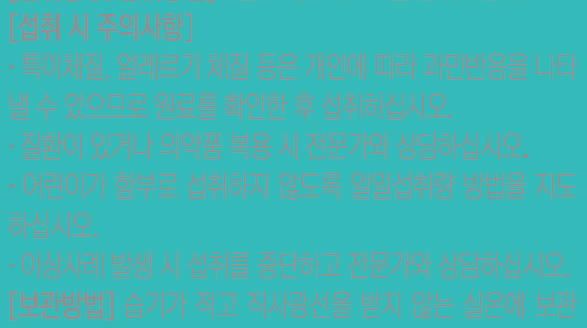 [섭취 시 주의사항]
· 특이체질, 알레르기 체질 등은 개인에 따라 과민반응을 나타
낼 수 있으므로 원료를 확인한 후 섭취하십시오.
· 질환이 있거나 의약품 복용 시 전문가와 상담하십시오.
· 어린이가 함부로 섭취하지 않도록 일일섭취량 방법을 지도
하십시오.
· 이상사례 발생 시 섭취를 중단하고 전문가와 상담하십시오.
[보관방법] 습기가 적고 직사광선을 받지 않는 실온에 보관